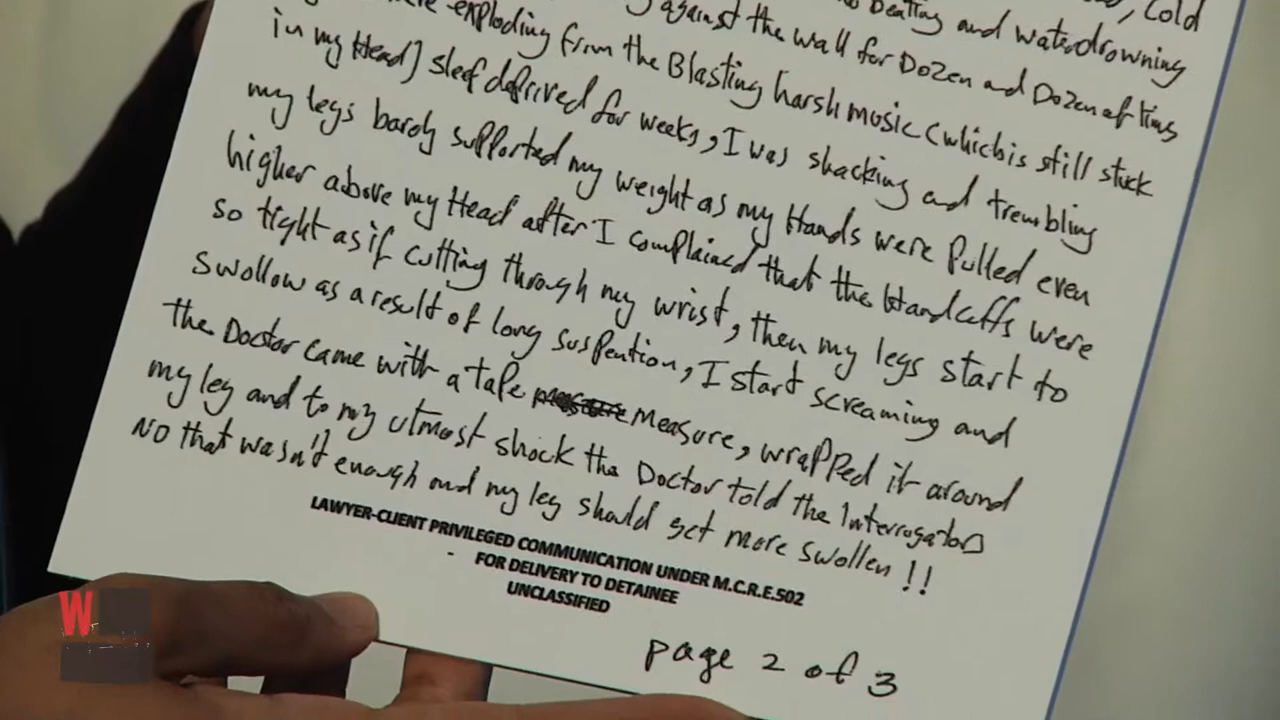 , Cold
Beating and waterdrowning
against the wall for Dozen and Dozen of tims
exploding from the Blasting harsh music (which is still stuck
in my Head) sleep deprived for weeks, I was shacking and trembling
my legs barely supported my weight as my Hands were Pulled even
higher above my Head after I complained that the Handcuffs were
so tight as if cutting through my wrist, then my legs start to
swollow as a result of long suspention, I start screaming and
the Doctor came with a tape measure, wrapped it around
my leg and to my utmost shock the Doctor told the Interrogators
NO that wasn't enough and my leg should get more swollen !!
LAWYER-CLIENT PRIVILEGED COMMUNICATION UNDER M.C.R.E.502
FOR DELIVERY TO DETAINEE
UNCLASSIFIED
page 2 of 3
W